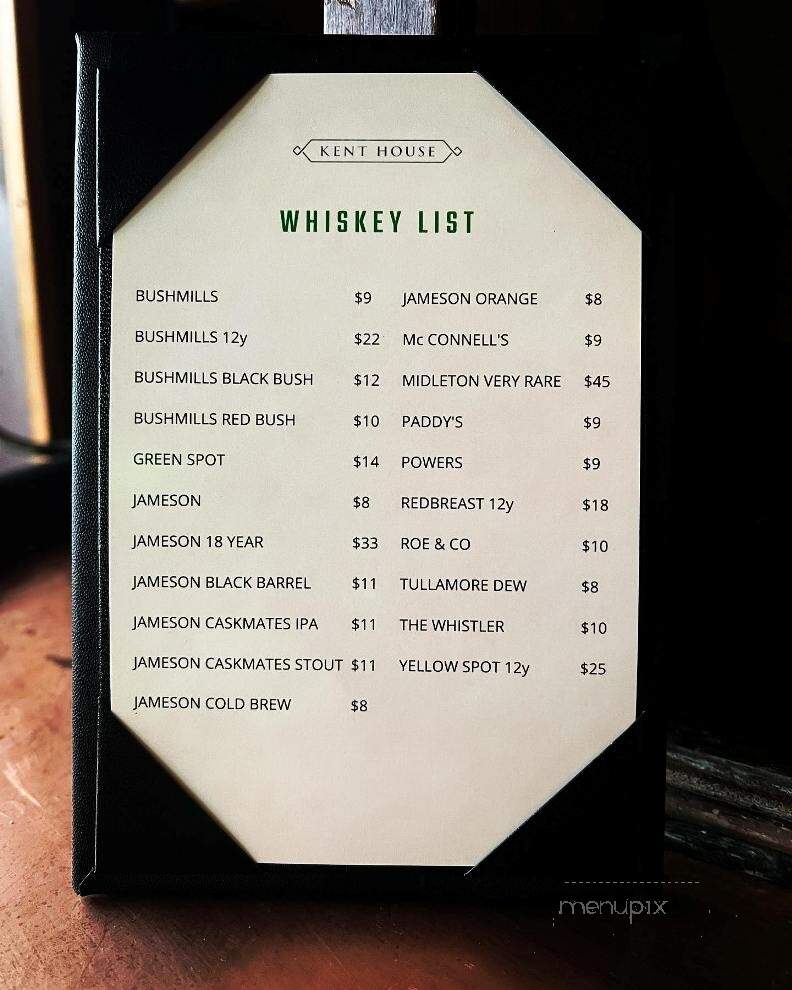 KENT HOUSE
WHISKEY LIST
BUSHMILLS $9
BUSHMILLS 12y $22
BUSHMILLS BLACK BUSH $12
BUSHMILLS RED BUSH $10
GREEN SPOT $14
JAMESON $8
JAMESON 18 YEAR $33
JAMESON BLACK BARREL $11
JAMESON CASKMATES IPA $11
JAMESON CASKMATES STOUT $11
JAMESON COLD BREW $8
JAMESON ORANGE $8
Mc CONNELL'S $9
MIDLETON VERY RARE $45
PADDY'S $9
POWERS $9
REDBREAST 12y $18
ROE & CO $10
TULLAMORE DEW $8
THE WHISTLER $10
YELLOW SPOT 12y $25
menupix